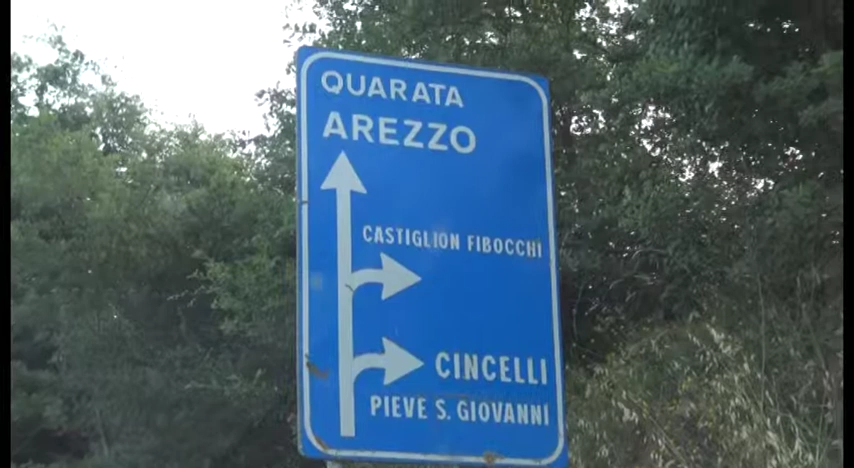 QUARATA
AREZZO
CASTIGLION FIBOCCHI
CINCELLI
PIEVE S. GIOVANNI